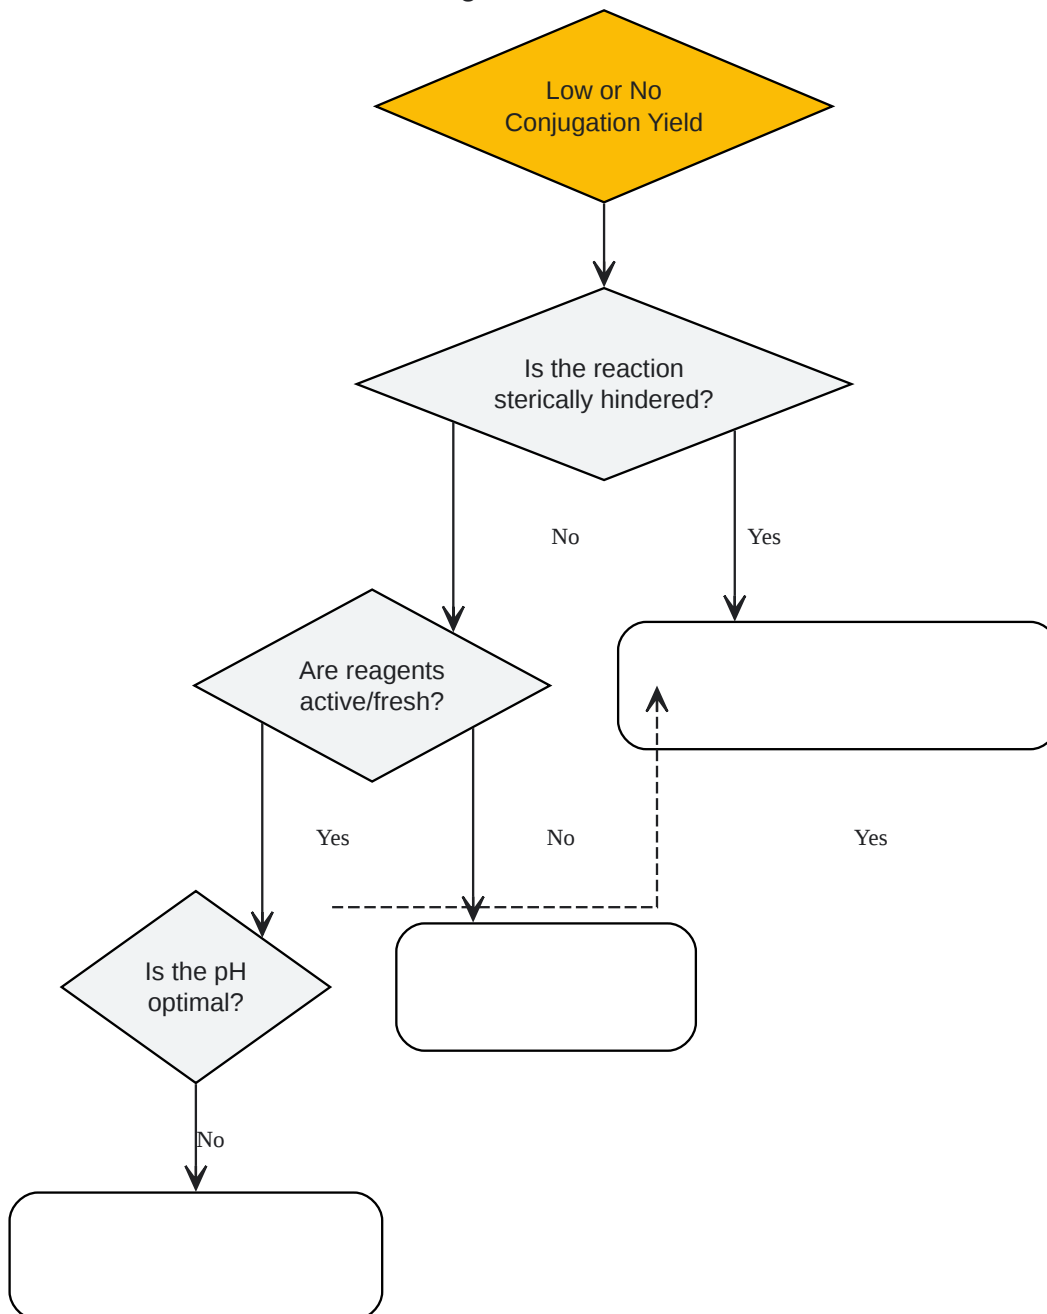 Low or No
Conjugation Yield
Is the reaction
sterically hindered?
No
Yes
Are reagents
active/fresh?
Yes
No
Yes
Is the pH
optimal?
No